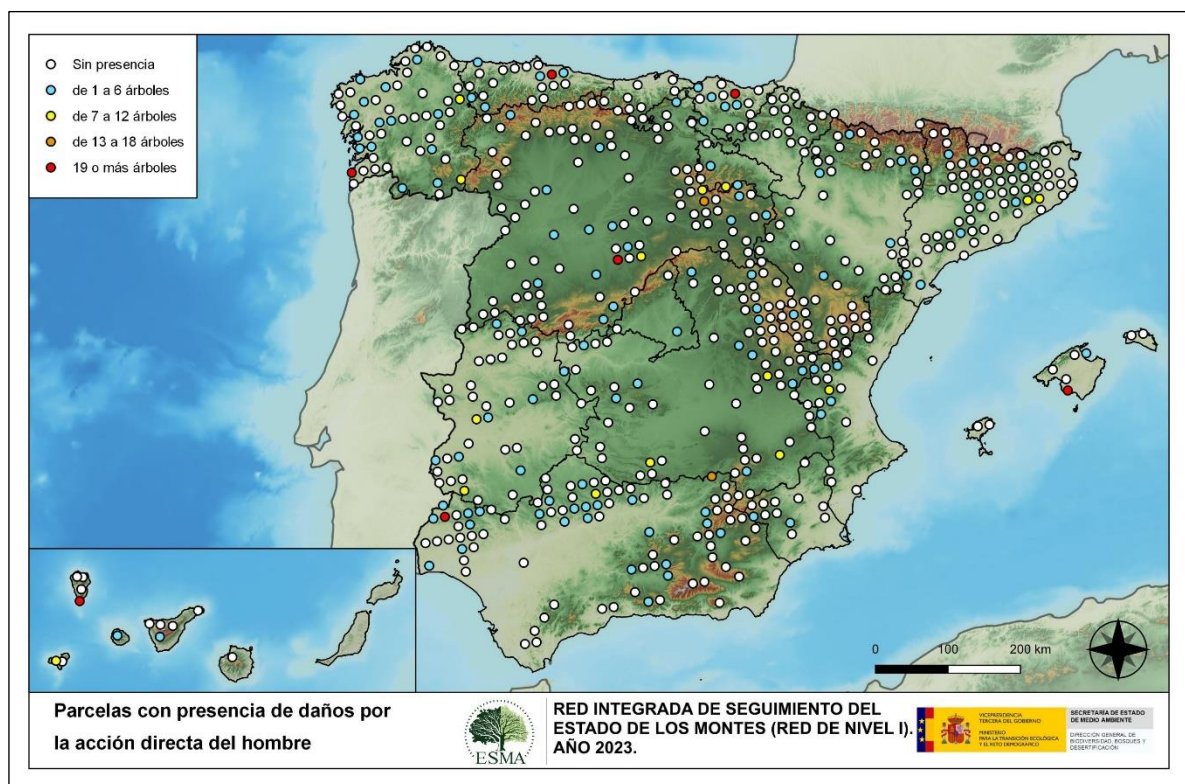 Sin presencia
de 1 a 6 árboles
de 7 a 12 árboles
de 13 a 18 árboles
19 o más árboles
0 100 200 km
Parcelas con presencia de daños por
la acción directa del hombre
ESMA
RED INTEGRADA DE SEGUIMIENTO DEL
ESTADO DE LOS MONTES (RED DE NIVEL I).
AÑO 2023.
VICEPRESIDENCIA
TERCERA DEL GOBIERNO
MINISTERIO
PARA LA TRANSICIÓN ECOLÓGICA
Y EL RETO DEMOGRÁFICO
SECRETARÍA DE ESTADO
DE MEDIO AMBIENTE
DIRECCIÓN GENERAL DE
BIODIVERSIDAD, BOSQUES Y
DESERTIFICACIÓN